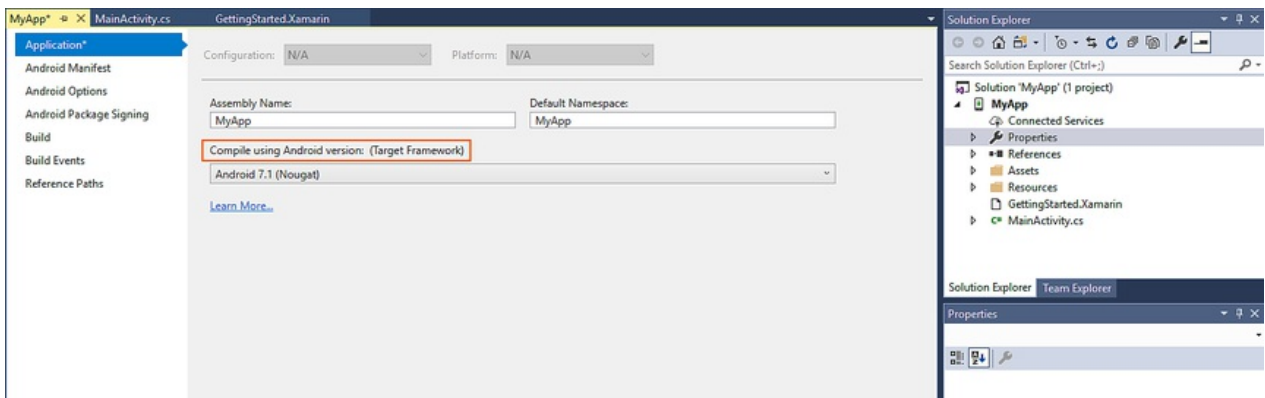 MyApp*
MainActivity.cs
GettingStarted.Xamarin
Application*
Android Manifest
Android Options
Android Package Signing
Build
Build Events
Reference Paths
Configuration: N/A
Platform: N/A
Assembly Name:
MyApp
Default Namespace:
MyApp
Compile using Android version: (Target Framework)
Android 7.1 (Nougat)
Learn More...
Solution Explorer
Search Solution Explorer (Ctrl+;)
Solution 'MyApp' (1 project)
MyApp
Connected Services
Properties
References
Assets
Resources
GettingStarted.Xamarin
C# MainActivity.cs
Solution Explorer
Team Explorer
Properties